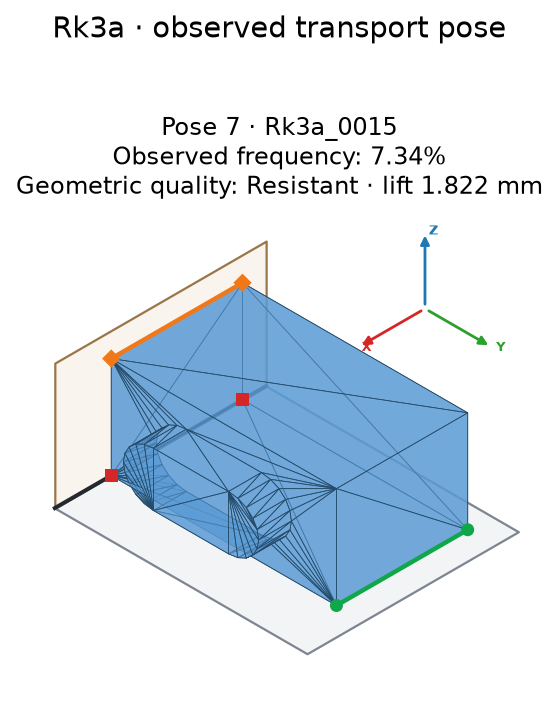 Rk3a · observed transport pose
Pose 7 · Rk3a_0015
Observed frequency: 7.34%
Geometric quality: Resistant · lift 1.822 mm
Z
X
Y